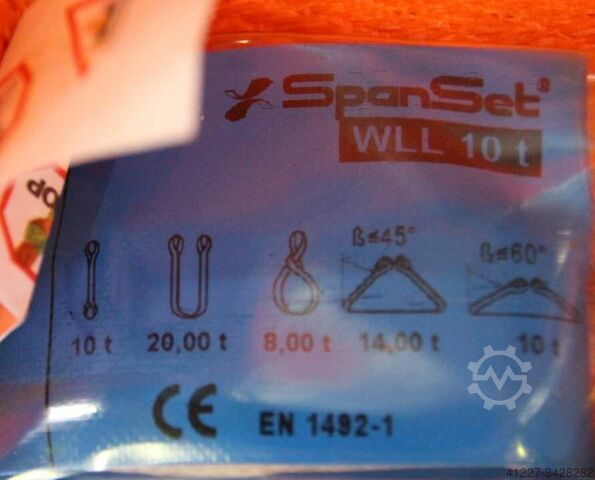 SpanSet®
WLL 10 t
ß≤45°
ß≤60°
10 t 20,00 t 8,00 t 14,00 t 10 t
CE EN 1492-1
OP
41227-3428282